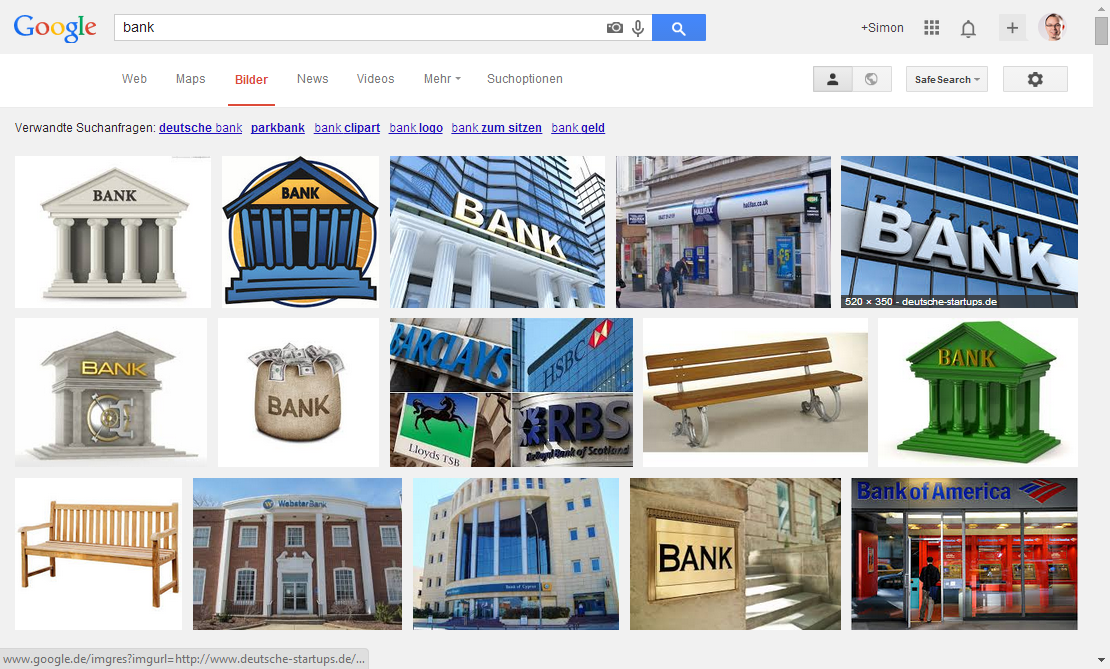 Google
bank
+Simon
Web Maps Bilder News Videos Mehr Suchoptionen
SafeSearch
Verwandte Suchanfragen: deutsche bank parkbank bank clipart bank logo bank zum sitzen bank geld
BANK
BANK
BANK
HALIFAX
halifax.co.uk
£5
BANK
520 × 350 - deutsche-startups.de
BANK
BANK
BARCLAYS
HSBC
Lloyds TSB
RBS
Royal Bank of Scotland
BANK
WebsterBank
Bank of Cyprus
BANK
Bank of America
www.google.de/imgres?imgurl=http://www.deutsche-startups.de/...